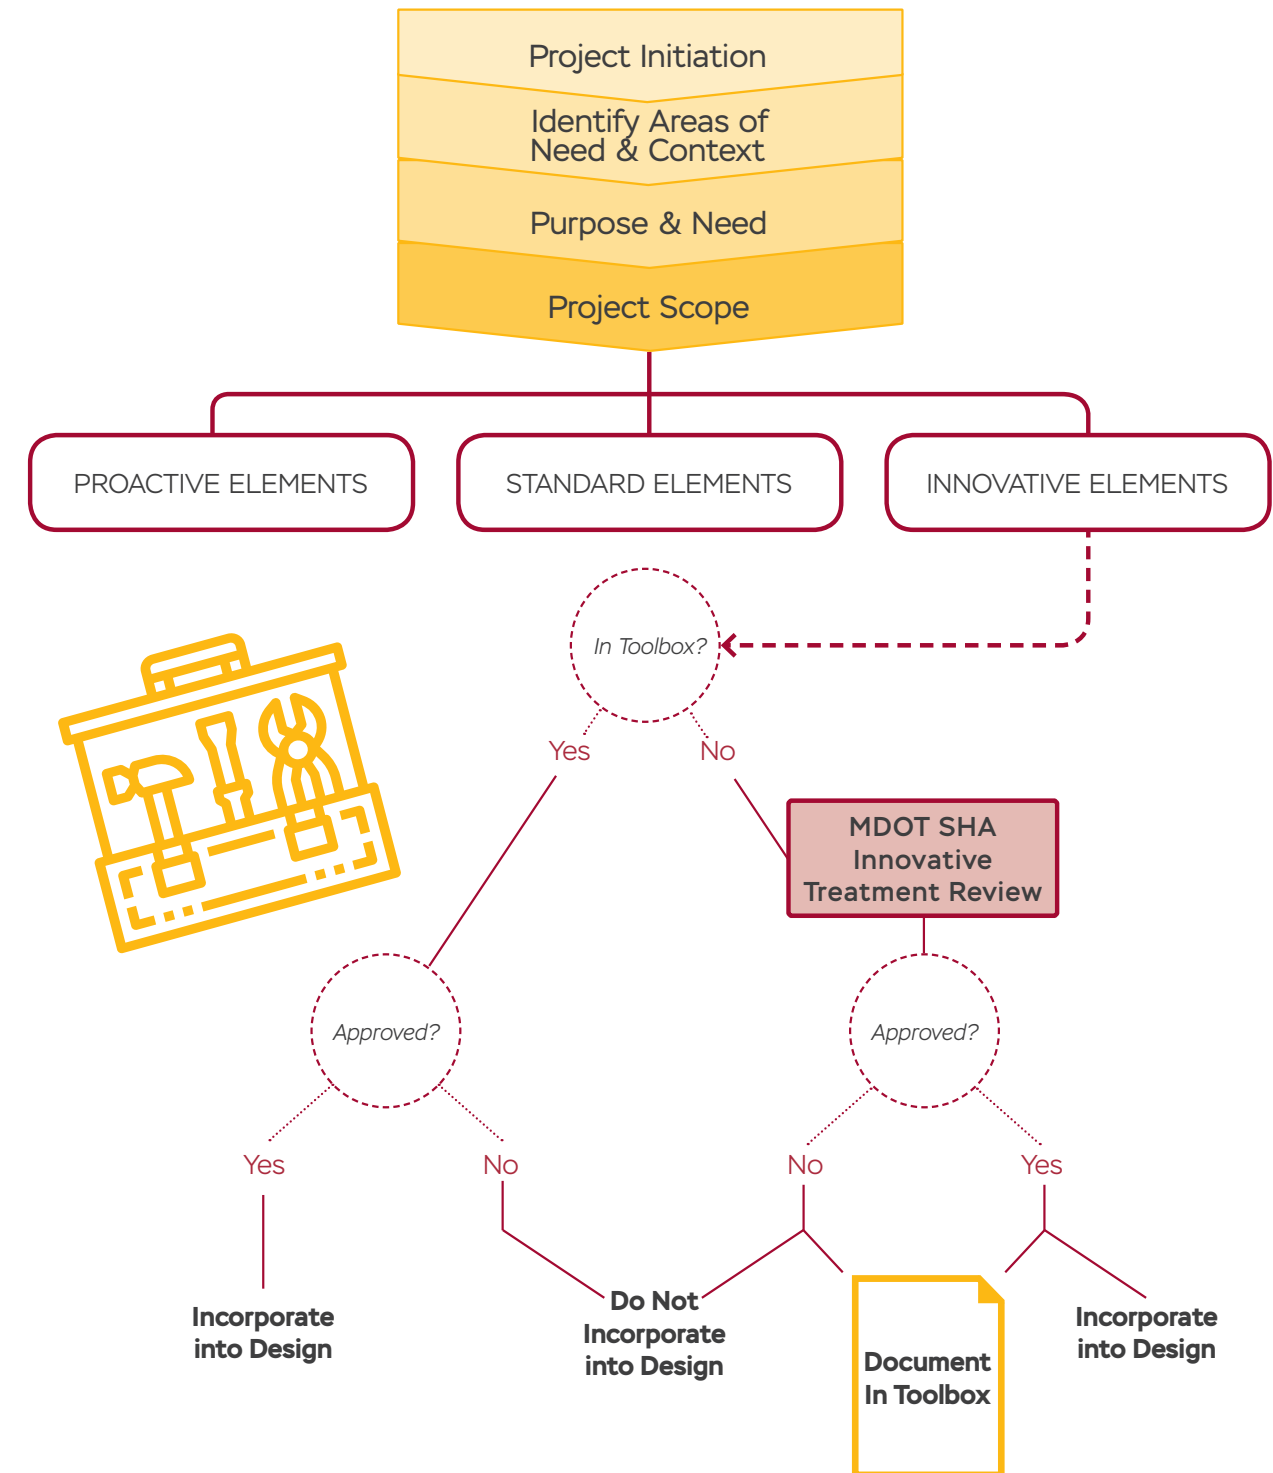 Project Initiation
Identify Areas of
Need & Context
Purpose & Need
Project Scope
PROACTIVE ELEMENTS
STANDARD ELEMENTS
INNOVATIVE ELEMENTS
In Toolbox?
Yes
No
MDOT SHA
Innovative
Treatment Review
Approved?
Approved?
Yes
No
No
Yes
Incorporate
into Design
Do Not
Incorporate
into Design
Document
In Toolbox
Incorporate
into Design